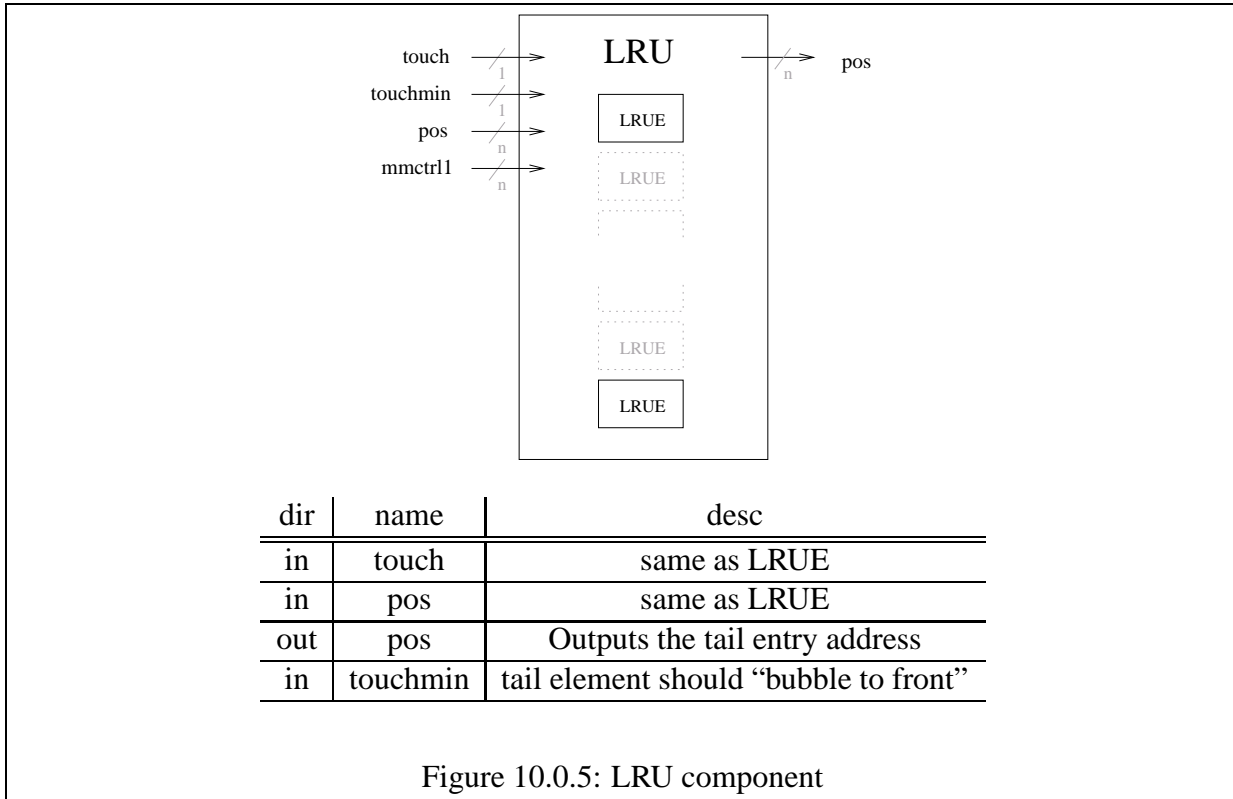 touch
1
LRU
n
pos
touchmin
1
LRUE
pos
n
mmctrl1
n
LRUE
LRUE
LRUE
dir name desc
in touch same as LRUE
in pos same as LRUE
out pos Outputs the tail entry address
in touchmin tail element should “bubble to front”
Figure 10.0.5: LRU component